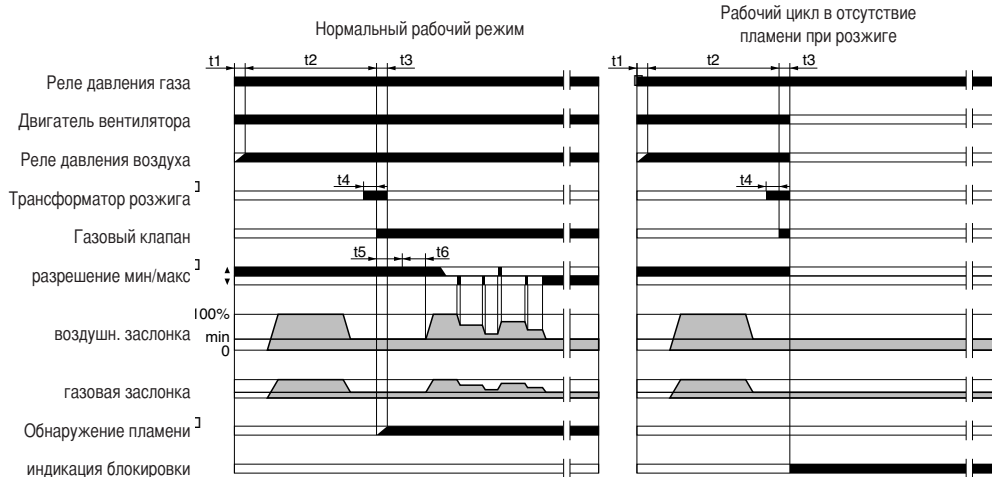 Нормальный рабочий режим
Рабочий цикл в отсутствие
пламени при розжиге
t1 t2 t3
t1 t2 t3
Реле давления газа
Двигатель вентилятора
Реле давления воздуха
t4
t4
Трансформатор розжига
Газовый клапан
t5 t6
разрешение мин/макс
100%
воздушн. заслонка
min
0
газовая заслонка
Обнаружение пламени
индикация блокировки